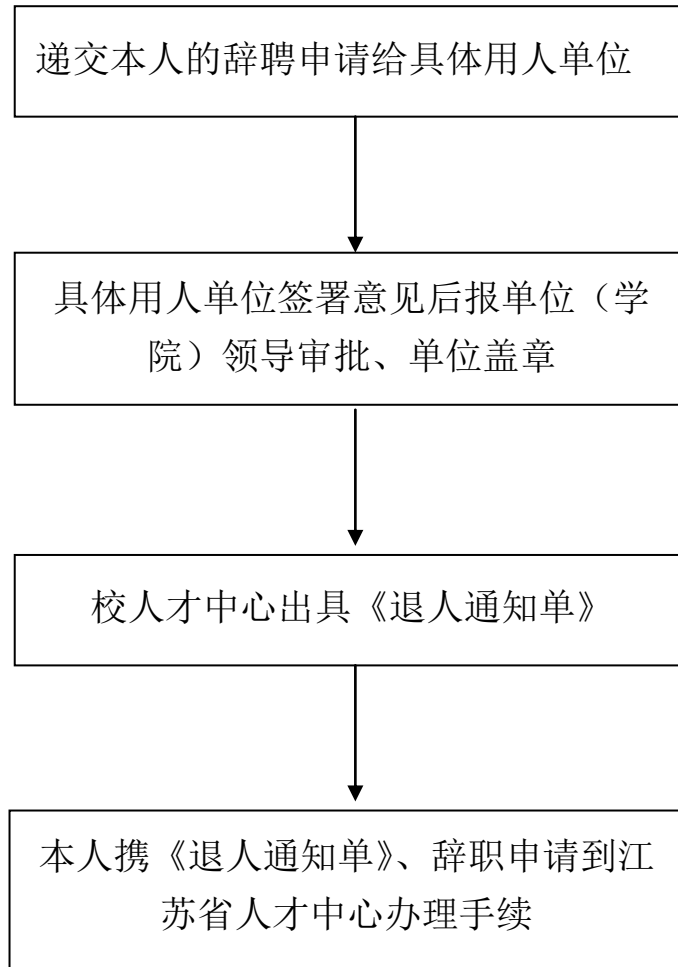 递交本人的辞聘申请给具体用人单位
具体用人单位签署意见后报单位（学
院）领导审批、单位盖章
校人才中心出具《退人通知单》
本人携《退人通知单》、辞职申请到江
苏省人才中心办理手续